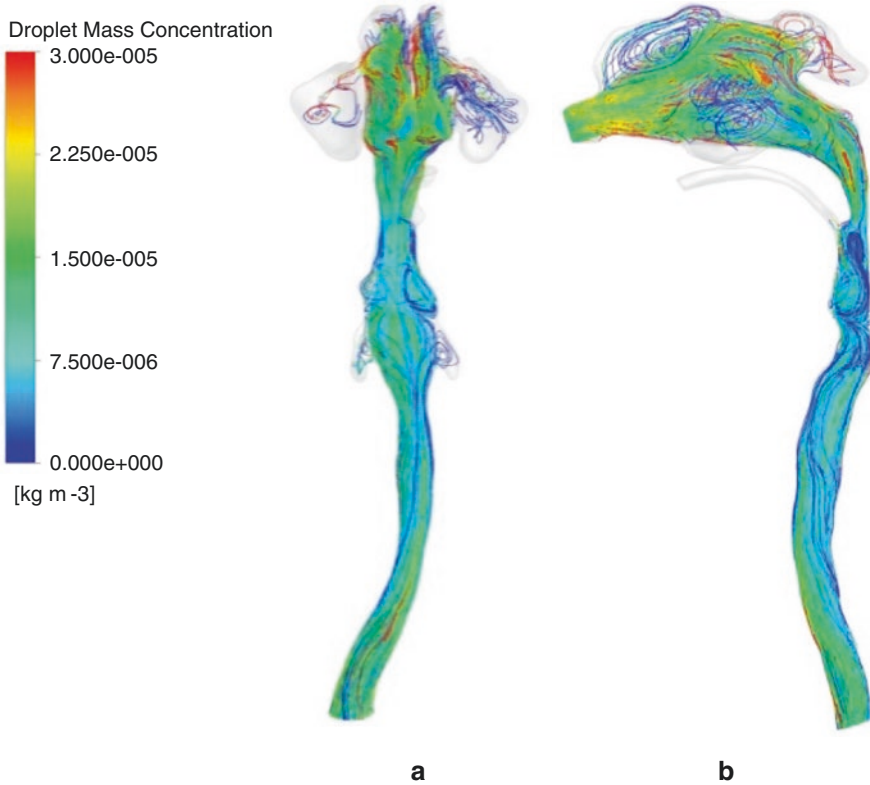 Droplet Mass Concentration
3.000e-005
2.250e-005
1.500e-005
7.500e-006
0.000e+000
[kg m -3]
a
b